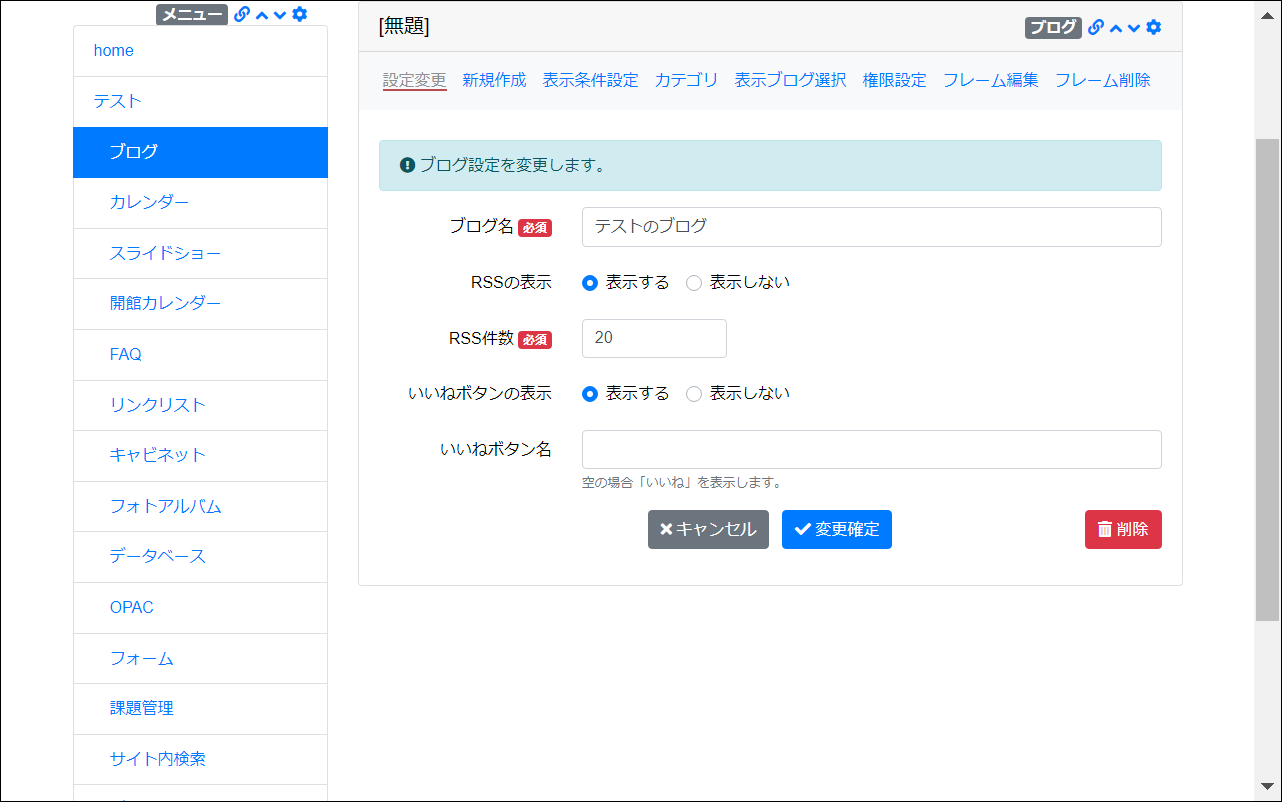 メニュー
home
テスト
ブログ
カレンダー
スライドショー
開館カレンダー
FAQ
リンクリスト
キャビネット
フォトアルバム
データベース
OPAC
フォーム
課題管理
サイト内検索
[無題]
ブログ
設定変更 新規作成 表示条件設定 カテゴリ 表示ブログ選択 権限設定 フレーム編集 フレーム削除
ブログ設定を変更します。
ブログ名 必須 テストのブログ
RSSの表示 表示する 表示しない
RSS件数 必須 20
いいねボタンの表示 表示する 表示しない
いいねボタン名
空の場合「いいね」を表示します。
キャンセル 変更確定 削除